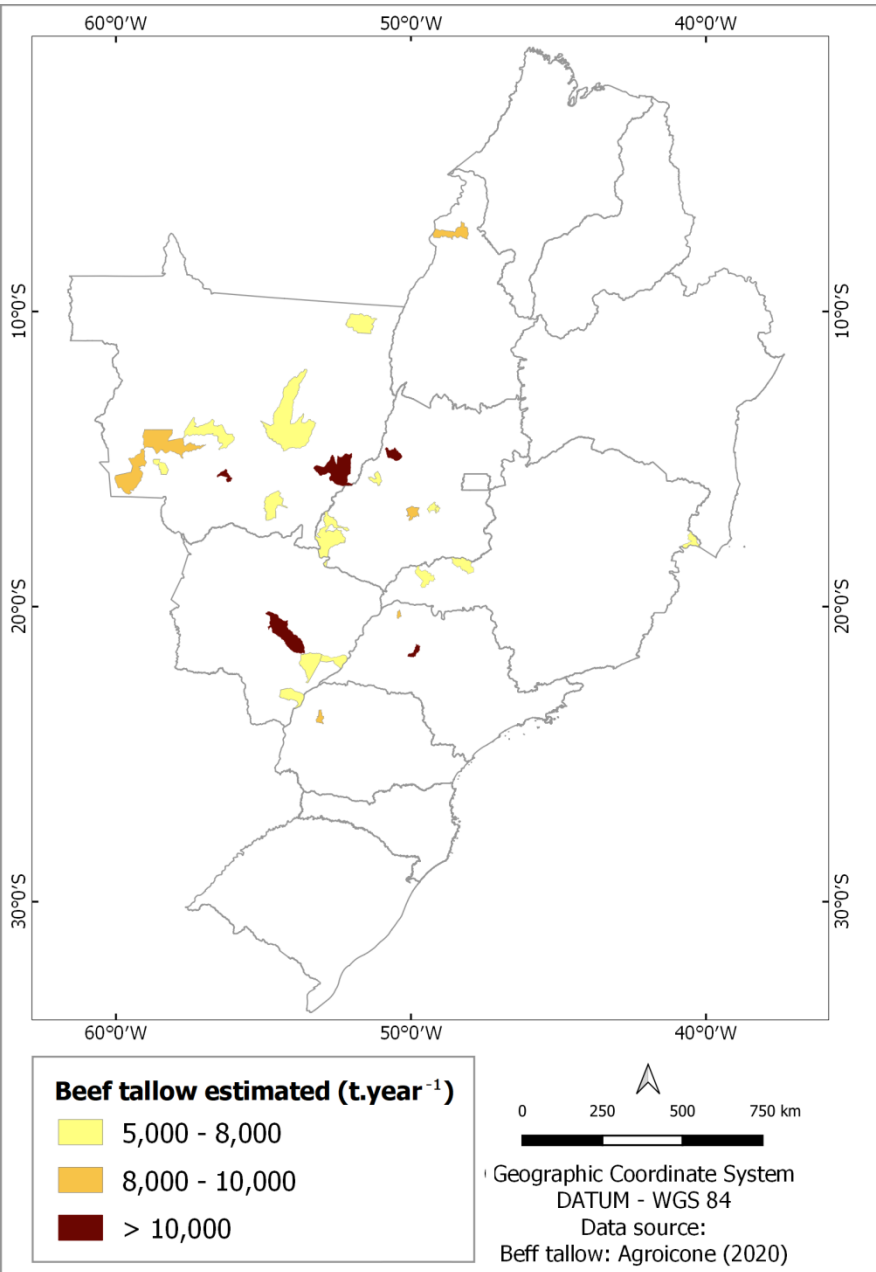 60°0'W 50°0'W 40°0'W
10°0'S 10°0'S
20°0'S 20°0'S
30°0'S 30°0'S
60°0'W 50°0'W 40°0'W
Beef tallow estimated (t.year⁻¹)
5,000 - 8,000
8,000 - 10,000
> 10,000
0 250 500 750 km
Geographic Coordinate System
DATUM - WGS 84
Data source:
Beff tallow: Agroicone (2020)